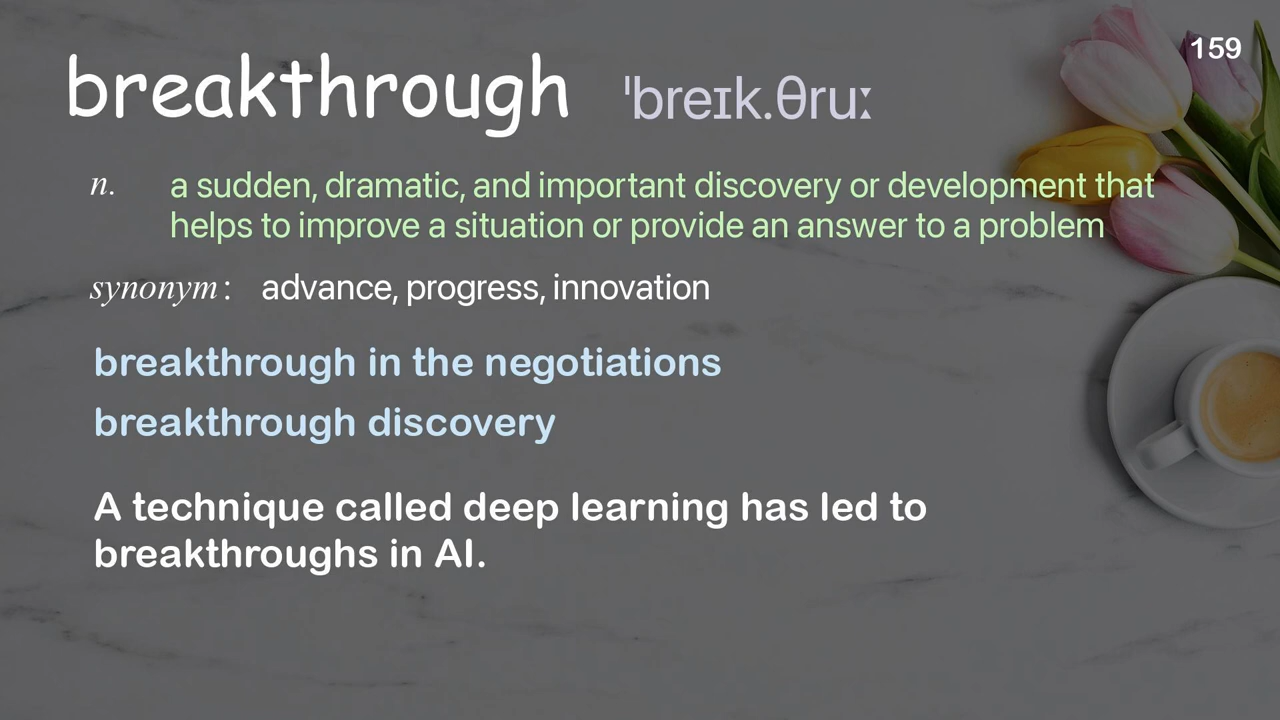 159
breakthrough ˈbreɪk.θruː
n. a sudden, dramatic, and important discovery or development that
helps to improve a situation or provide an answer to a problem
synonym : advance, progress, innovation
breakthrough in the negotiations
breakthrough discovery
A technique called deep learning has led to
breakthroughs in AI.